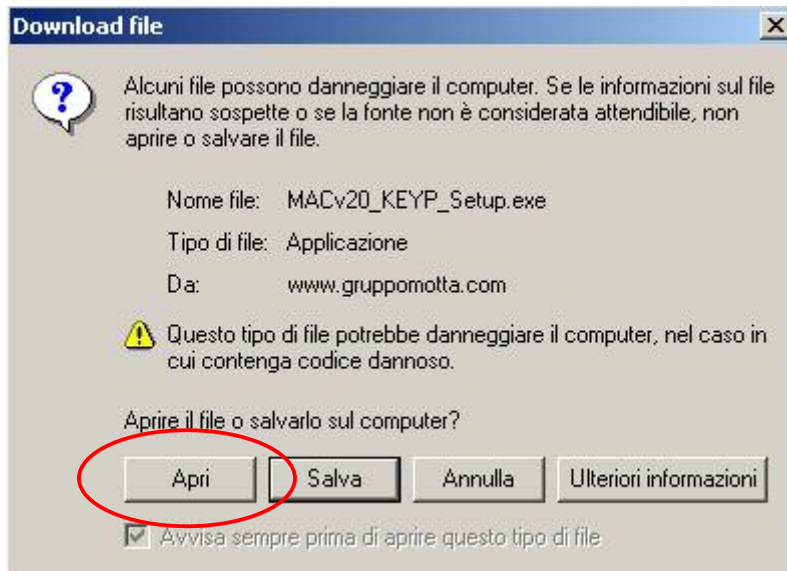 Download file
Alcuni file possono danneggiare il computer. Se le informazioni sul file
risultano sospette o se la fonte non è considerata attendibile, non
aprire o salvare il file.
Nome file: MACv20_KEYP_Setup.exe
Tipo di file: Applicazione
Da: www.gruppomotta.com
Questo tipo di file potrebbe danneggiare il computer, nel caso in
cui contenga codice dannoso.
Aprire il file o salvarlo sul computer?
Apri Salva Annulla Ulteriori informazioni
Avvisa sempre prima di aprire questo tipo di file